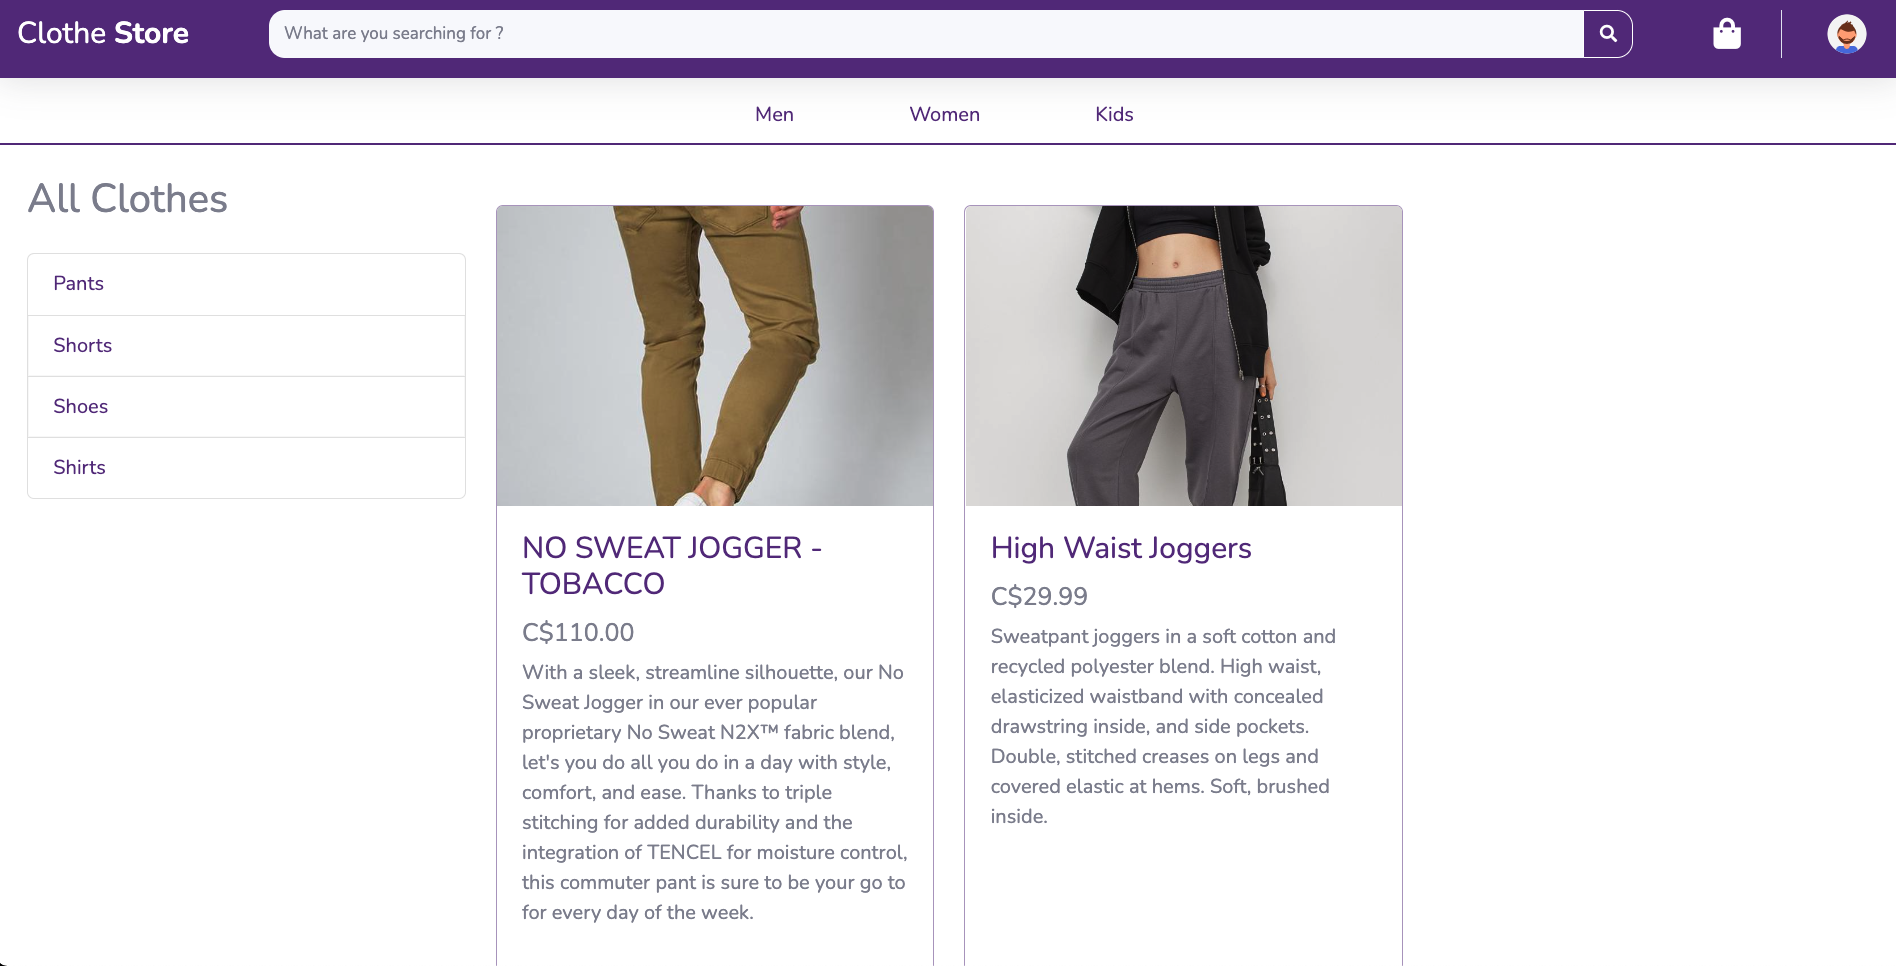 Clothe Store
What are you searching for ?
Men
Women
Kids
All Clothes
Pants
Shorts
Shoes
Shirts
NO SWEAT JOGGER -
TOBACCO
C$110.00
With a sleek, streamline silhouette, our No
Sweat Jogger in our ever popular
proprietary No Sweat N2X™ fabric blend,
let's you do all you do in a day with style,
comfort, and ease. Thanks to triple
stitching for added durability and the
integration of TENCEL for moisture control,
this commuter pant is sure to be your go to
for every day of the week.
High Waist Joggers
C$29.99
Sweatpant joggers in a soft cotton and
recycled polyester blend. High waist,
elasticized waistband with concealed
drawstring inside, and side pockets.
Double, stitched creases on legs and
covered elastic at hems. Soft, brushed
inside.